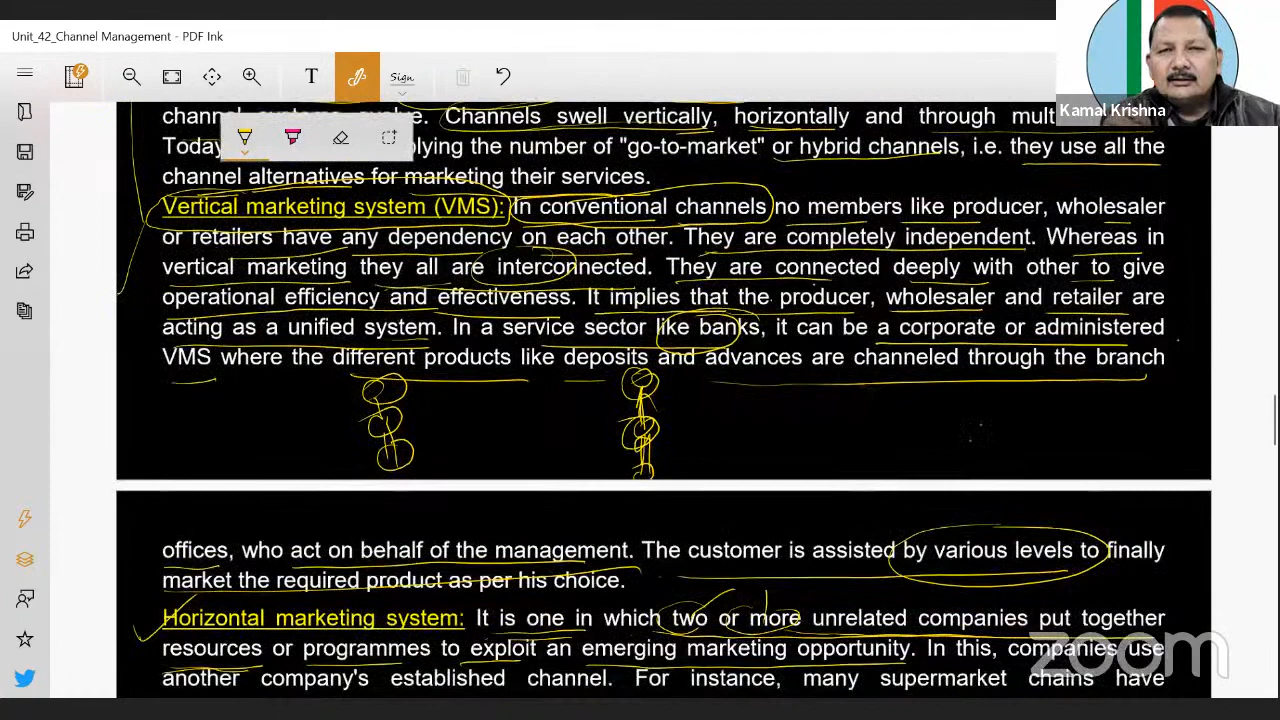 Unit_42_Channel Management - PDF Ink
T
Sign
Kamal Krishna
Channels swell vertically, horizontally and through
Today plying the number of "go-to-market" or hybrid channels, i.e. they use all the
channel alternatives for marketing their services.
Vertical marketing system (VMS): In conventional channels no members like producer, wholesaler
or retailers have any dependency on each other. They are completely independent. Whereas in
vertical marketing they all are interconnected. They are connected deeply with other to give
operational efficiency and effectiveness. It implies that the producer, wholesaler and retailer are
acting as a unified system. In a service sector like banks, it can be a corporate or administered
VMS where the different products like deposits and advances are channeled through the branch
offices, who act on behalf of the management. The customer is assisted by various levels to finally
market the required product as per his choice.
Horizontal marketing system: It is one in which two or more unrelated companies put together
resources or programmes to exploit an emerging marketing opportunity. In this, companies use
another company's established channel. For instance, many supermarket chains have
zoom